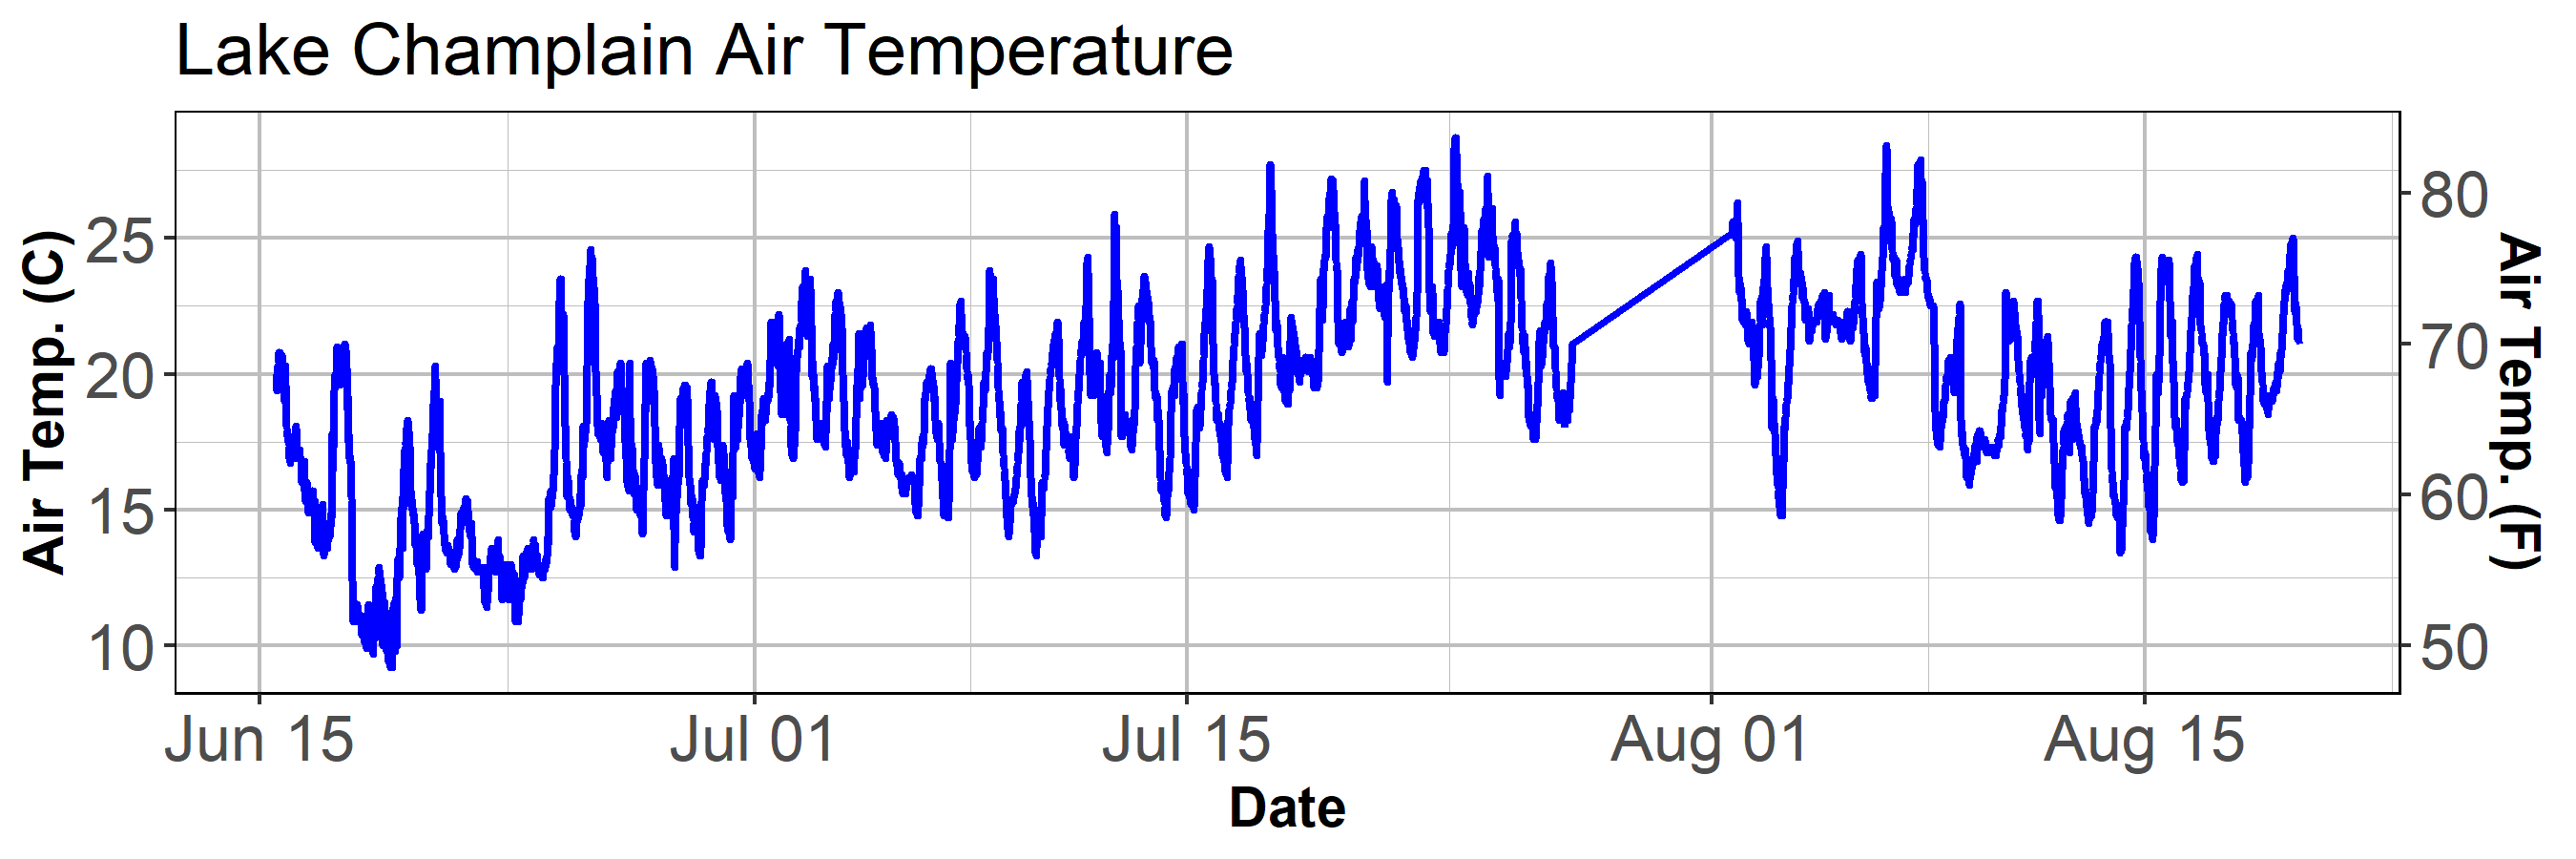 Lake Champlain Air Temperature
Air Temp. (C)
25
20
15
10
80
70
60
50
Air Temp. (F)
Jun 15
Jul 01
Jul 15
Aug 01
Aug 15
Date